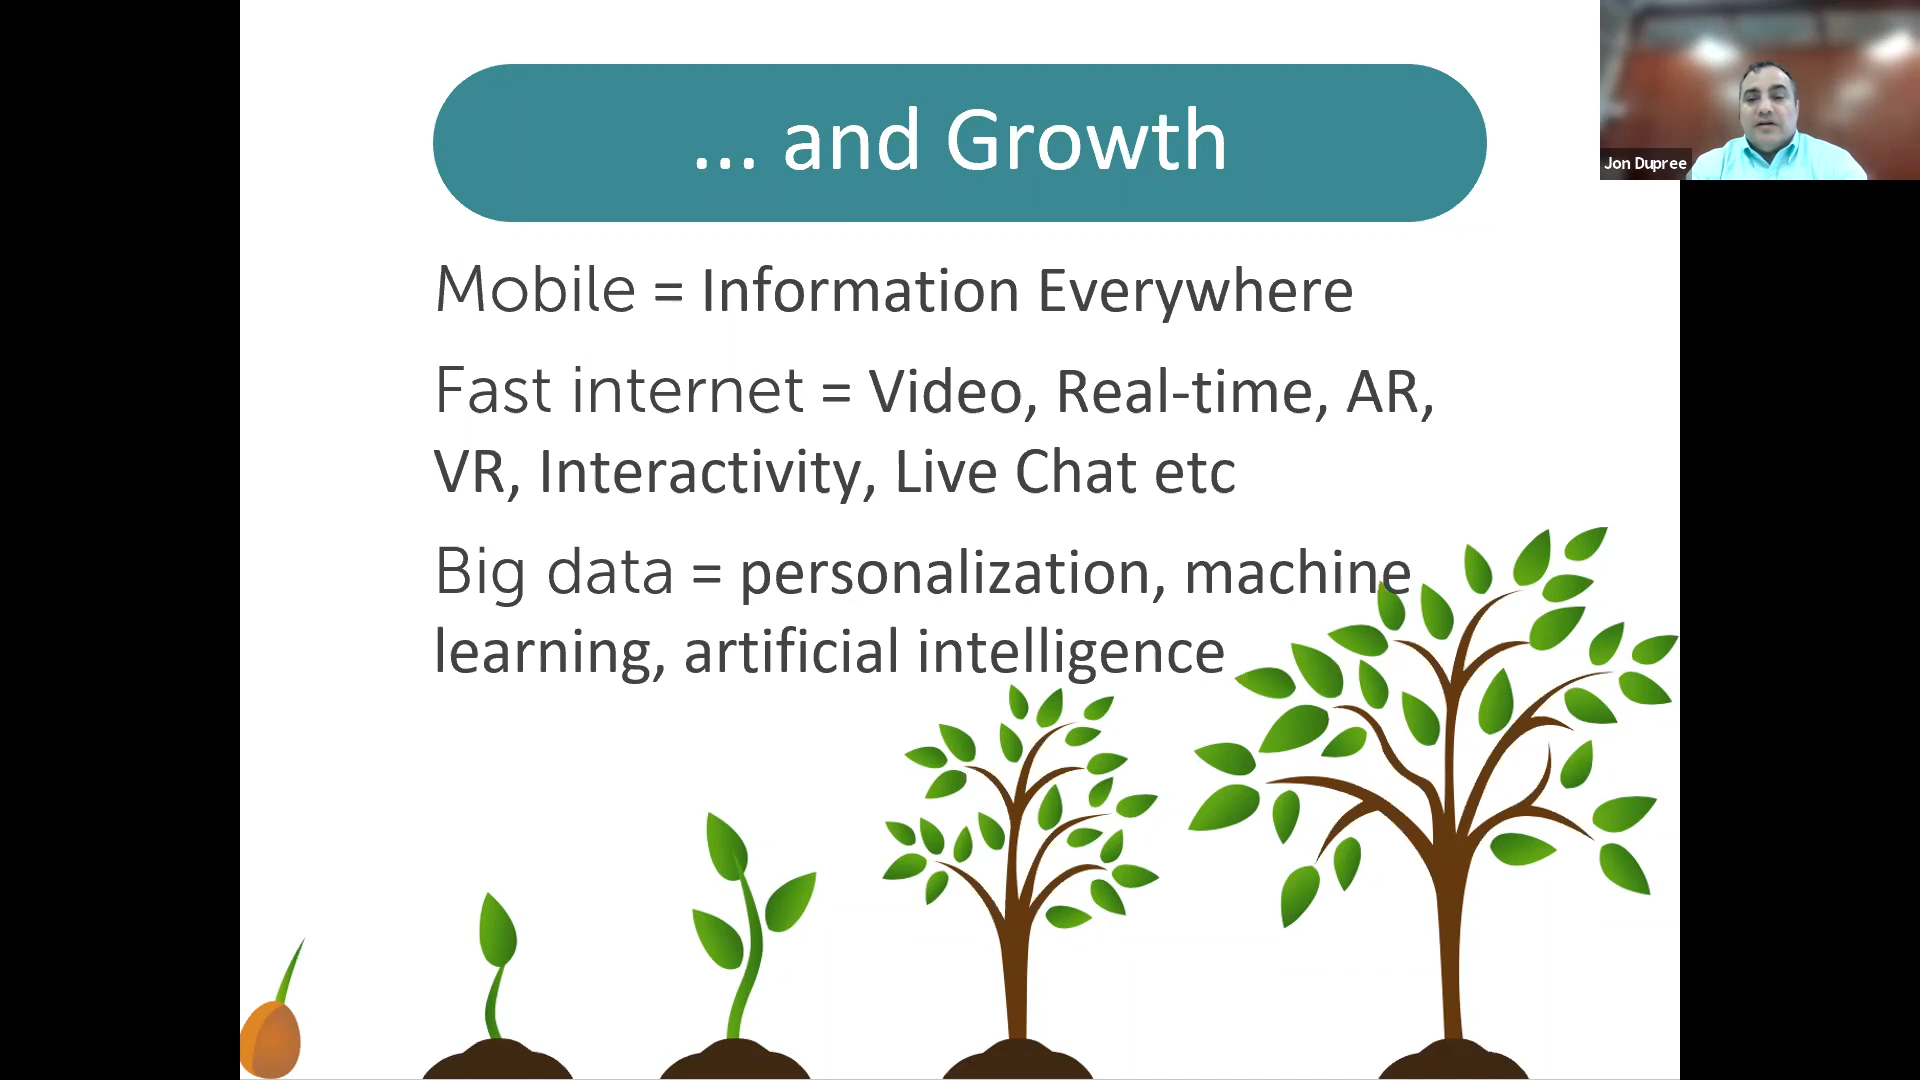 ... and Growth
Jon Dupree
Mobile = Information Everywhere
Fast internet = Video, Real-time, AR,
VR, Interactivity, Live Chat etc
Big data = personalization, machine
learning, artificial intelligence